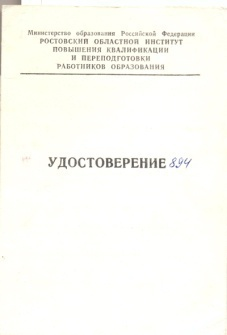 Министерство образования Российской Федерации
РОСТОВСКИЙ ОБЛАСТНОЙ ИНСТИТУТ
ПОВЫШЕНИЯ КВАЛИФИКАЦИИ
И ПЕРЕПОДГОТОВКИ
РАБОТНИКОВ ОБРАЗОВАНИЯ
УДОСТОВЕРЕНИЕ 894